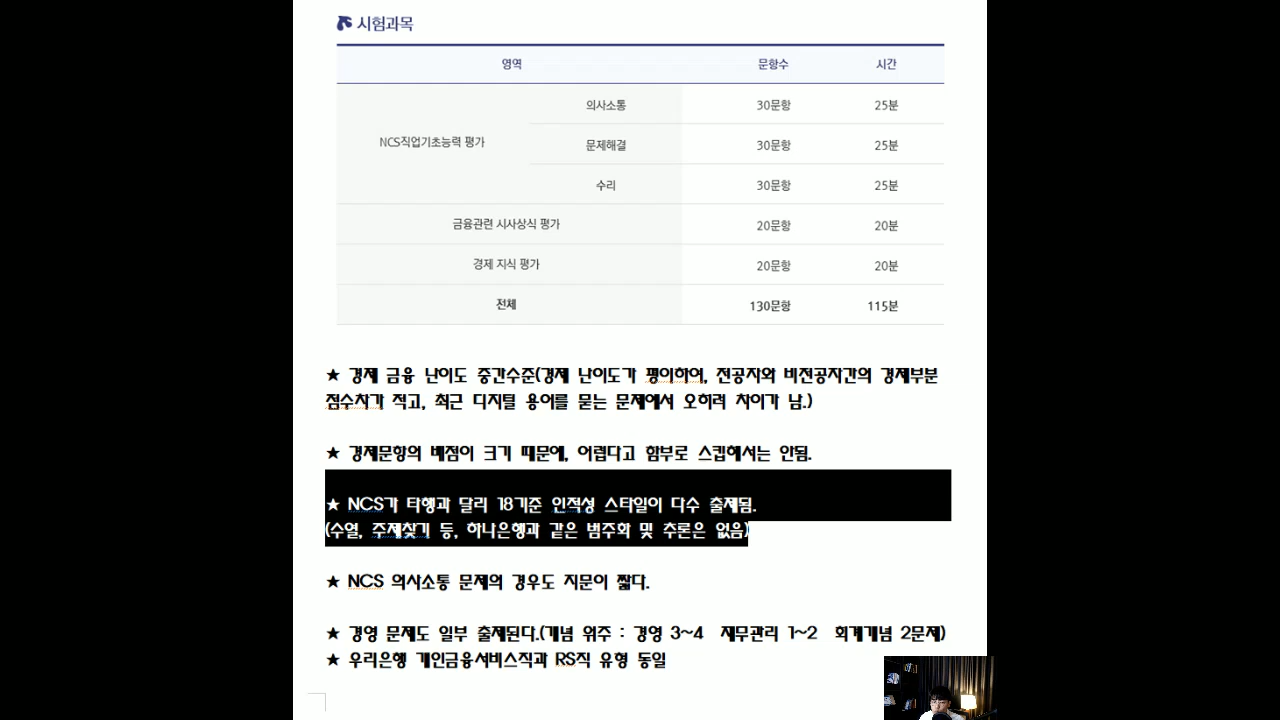 시험과목
영역 문항수 시간
NCS직업기초능력 평가 의사소통 30문항 25분
문제해결 30문항 25분
수리 30문항 25분
금융관련 시사상식 평가 20문항 20분
경제 지식 평가 20문항 20분
전체 130문항 115분
★ 경제 금융 난이도 중간수준(경제 난이도가 평이하여, 전공자와 비전공자간의 경제부분
점수차가 적고, 최근 디지털 용어를 묻는 문제에서 오히려 차이가 남.)
★ 경제문항의 배점이 크기 때문에, 어렵다고 함부로 스킵해서는 안됨.
★ NCS가 타행과 달리 18기준 인적성 스타일이 다수 출제됨.
(수열, 주제찾기 등, 하나은행과 같은 범주화 및 추론은 없음)
★ NCS 의사소통 문제의 경우도 지문이 짧다.
★ 경영 문제도 일부 출제된다.(개념 위주 : 경영 3~4 재무관리 1~2 회계개념 2문제)
★ 우리은행 개인금융서비스직과 RS직 유형 동일